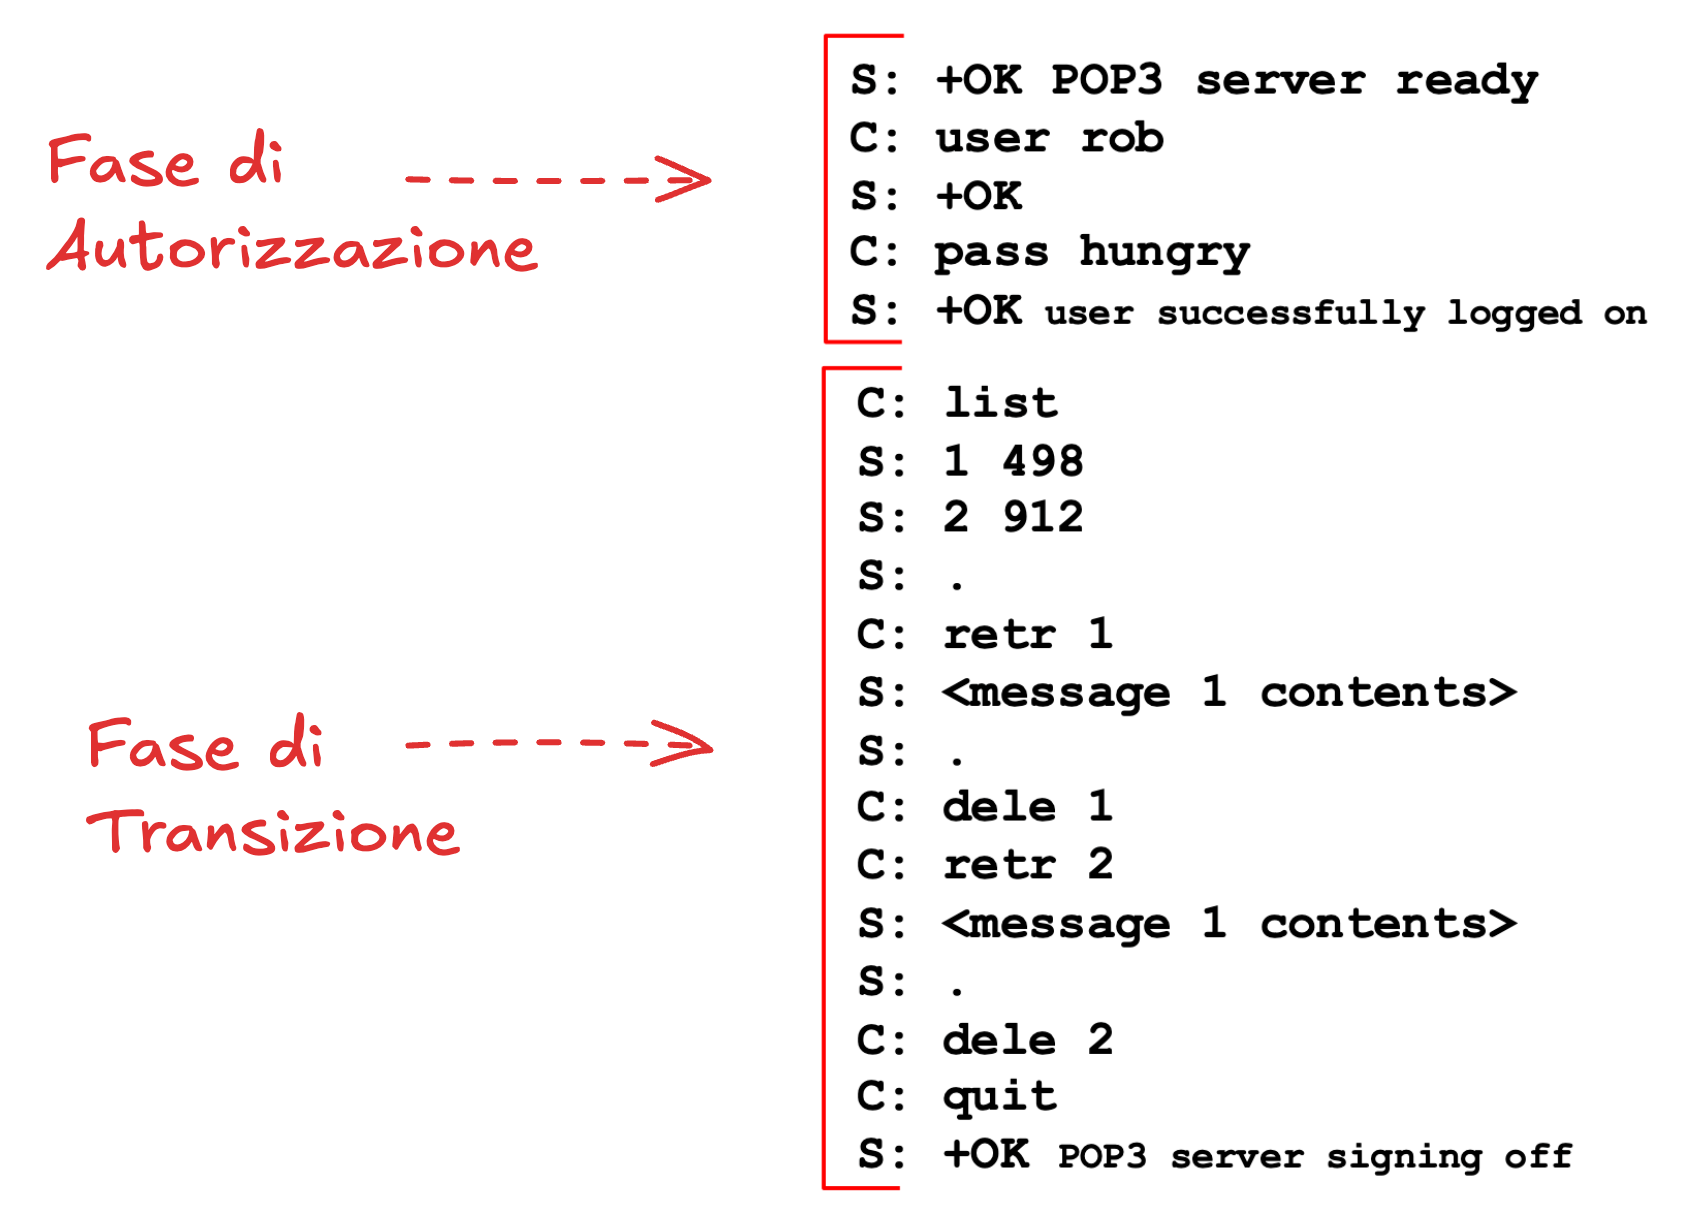 Fase di
Autorizzazione
S: +OK POP3 server ready
C: user rob
S: +OK
C: pass hungry
S: +OK user successfully logged on
Fase di
Transizione
C: list
S: 1 498
S: 2 912
S: .
C: retr 1
S: <message 1 contents>
S: .
C: dele 1
C: retr 2
S: <message 1 contents>
S: .
C: dele 2
C: quit
S: +OK POP3 server signing off